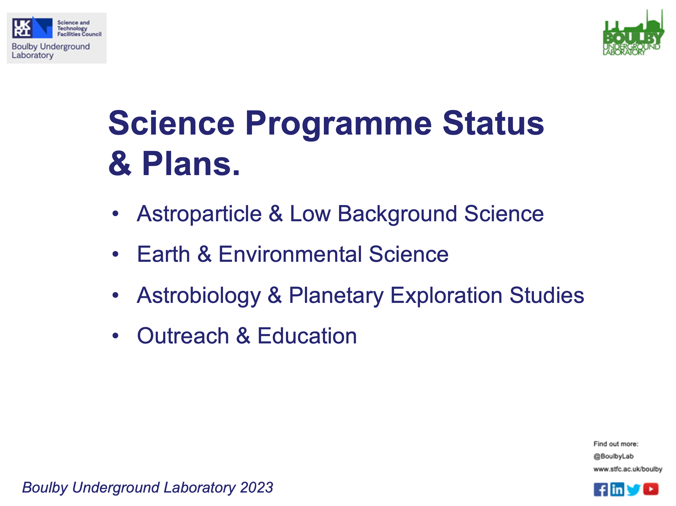 UK
RI
Science and
Technology
Facilities Council
Boulby Underground
Laboratory
BOULBY
UNDERGROUND
LABORATORY
Science Programme Status
& Plans.
• Astroparticle & Low Background Science
• Earth & Environmental Science
• Astrobiology & Planetary Exploration Studies
• Outreach & Education
Find out more:
@BoulbyLab
www.stfc.ac.uk/boulby
Boulby Underground Laboratory 2023